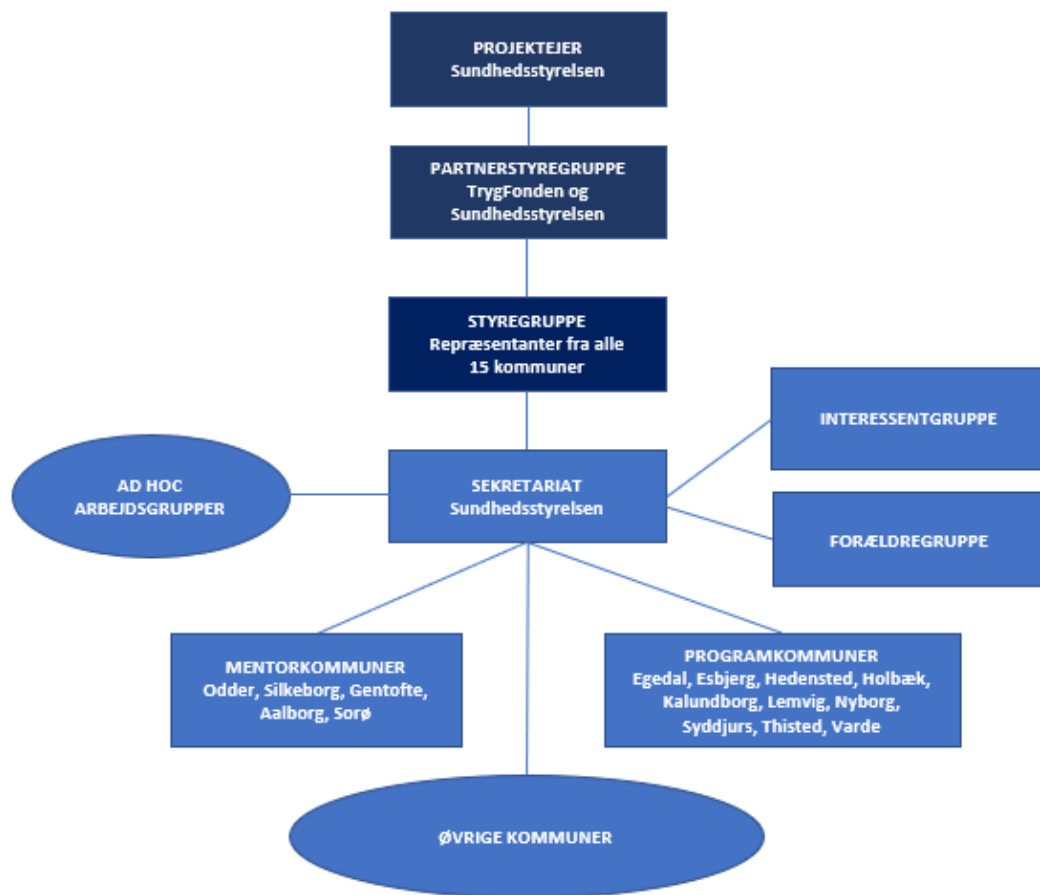 PROJEKTEJER
Sundhedsstyrelsen
PARTNERSTYREGRUPPE
TrygFonden og
Sundhedsstyrelsen
STYREGRUPPE
Repræsentanter fra alle
15 kommuner
INTERESSENTGRUPPE
AD HOC
ARBEJDSGRUPPER
SEKRETARIAT
Sundhedsstyrelsen
FORÆLDREGRUPPE
MENTORKOMMUNER
Odder, Silkeborg, Gentofte,
Aalborg, Sorø
PROGRAMKOMMUNER
Egedal, Esbjerg, Hedensted, Holbæk,
Kalundborg, Lemvig, Nyborg,
Syddjurs, Thisted, Varde
ØVRIGE KOMMUNER